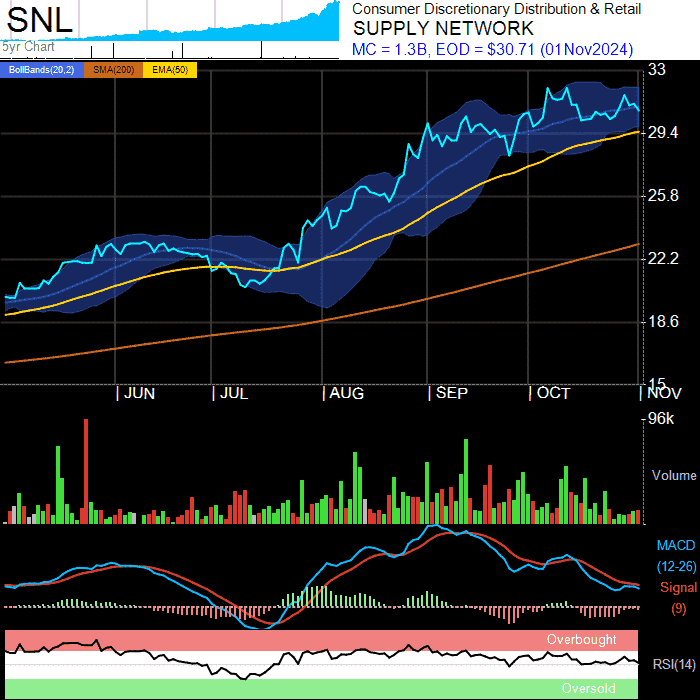 SNL
5yr Chart
Consumer Discretionary Distribution & Retail
SUPPLY NETWORK
MC = 1.3B, EOD = $30.71 (01Nov2024)
BollBands(20,2) SMA(200) EMA(50)
33
29.4
25.8
22.2
18.6
15
JUN JUL AUG SEP OCT NOV
96k
Volume
MACD
(12-26)
Signal
(9)
Overbought
RSI(14)
Oversold